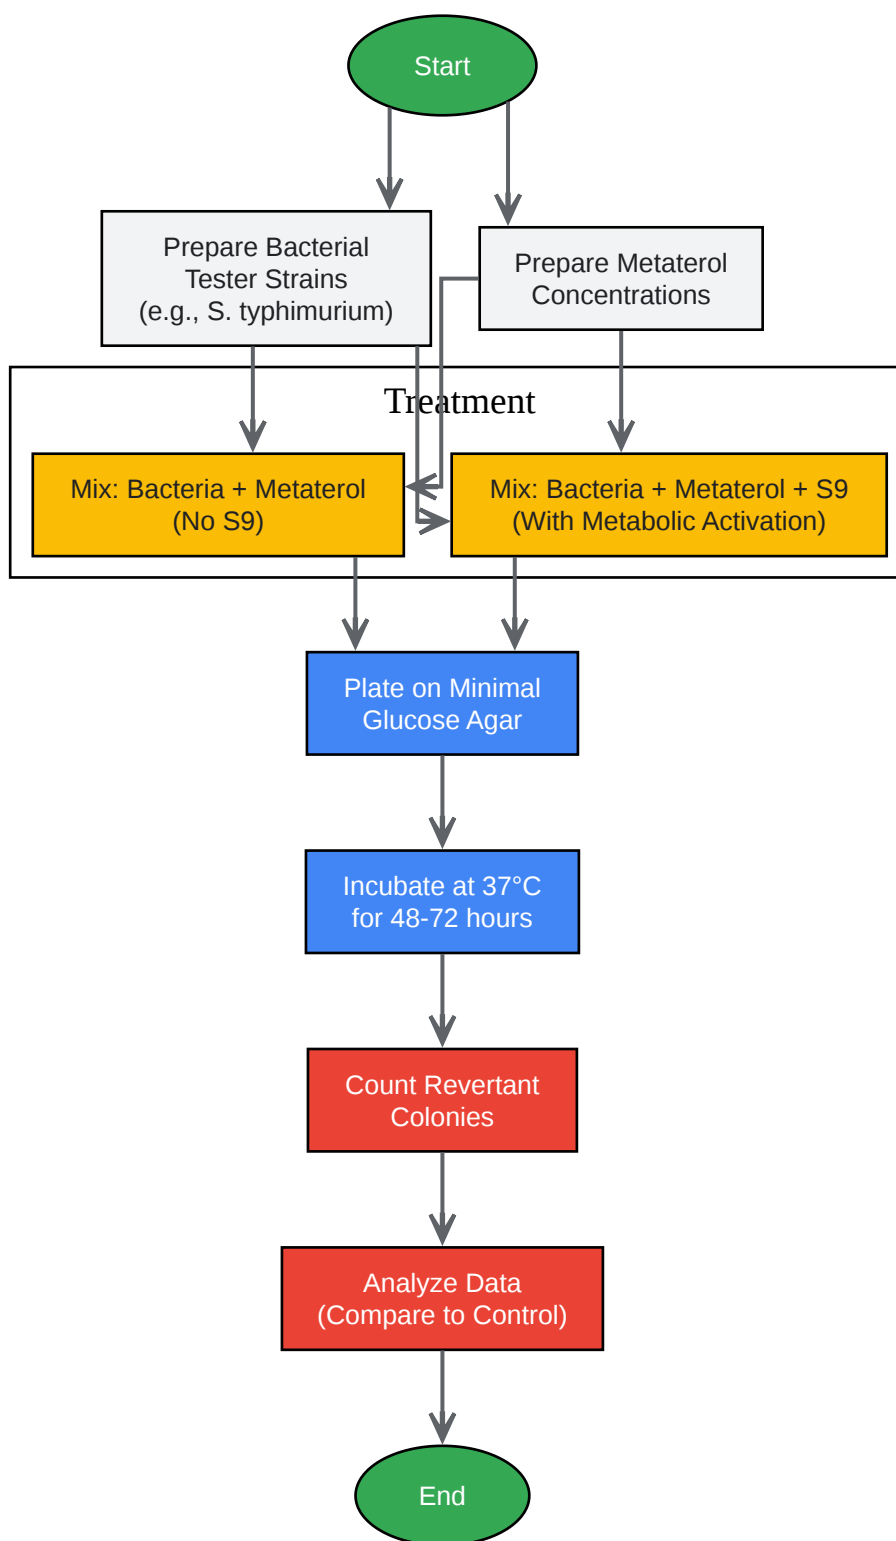 Start
Prepare Bacterial
Tester Strains
(e.g., S. typhimurium)
Prepare Metaterol
Concentrations
Treatment
Mix: Bacteria + Metaterol
(No S9)
Mix: Bacteria + Metaterol + S9
(With Metabolic Activation)
Plate on Minimal
Glucose Agar
Incubate at 37°C
for 48-72 hours
Count Revertant
Colonies
Analyze Data
(Compare to Control)
End